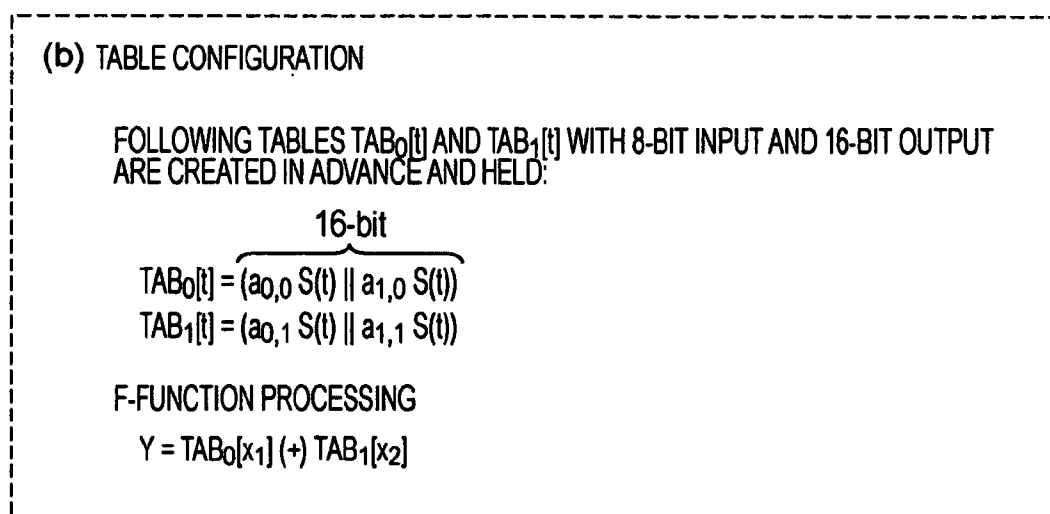 (b) TABLE CONFIGURATION
FOLLOWING TABLES TAB₀[t] AND TAB₁[t] WITH 8-BIT INPUT AND 16-BIT OUTPUT
ARE CREATED IN ADVANCE AND HELD:
16-bit
TAB₀[t] = (a₀,₀ S(t) || a₁,₀ S(t))
TAB₁[t] = (a₀,₁ S(t) || a₁,₁ S(t))
F-FUNCTION PROCESSING
Y = TAB₀[x₁] (+) TAB₁[x₂]